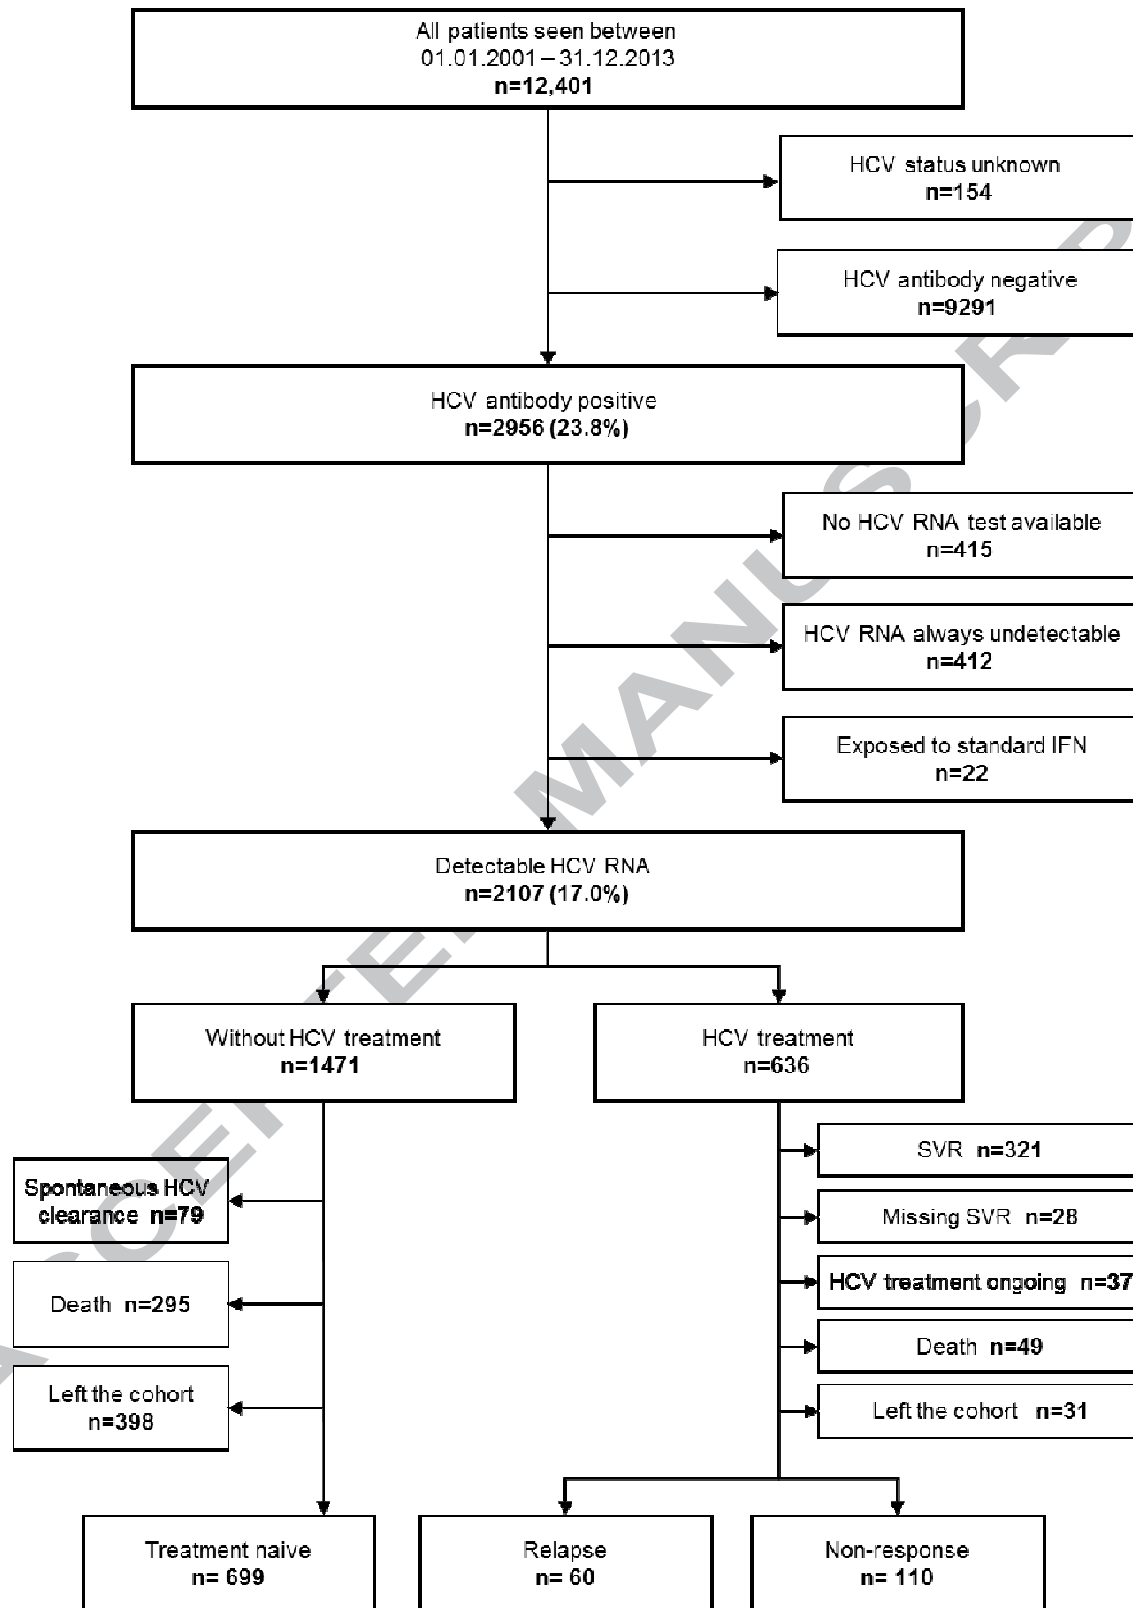 All patients seen between
01.01.2001 – 31.12.2013
n=12,401
HCV status unknown
n=154
HCV antibody negative
n=9291
HCV antibody positive
n=2956 (23.8%)
No HCV RNA test available
n=415
HCV RNA always undetectable
n=412
Exposed to standard IFN
n=22
Detectable HCV RNA
n=2107 (17.0%)
Without HCV treatment
n=1471
HCV treatment
n=636
Spontaneous HCV
clearance n=79
Death n=295
Left the cohort
n=398
SVR n=321
Missing SVR n=28
HCV treatment ongoing n=37
Death n=49
Left the cohort n=31
Treatment naive
n= 699
Relapse
n= 60
Non-response
n= 110